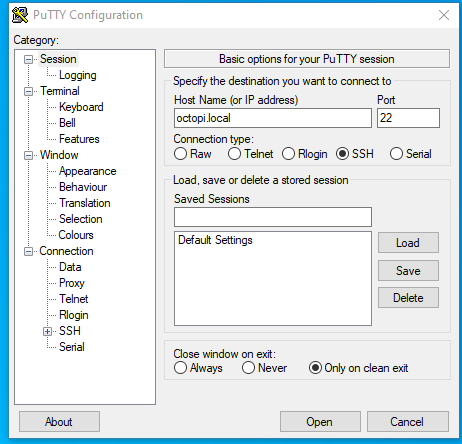 PuTTY Configuration
Category:
Session
Logging
Terminal
Keyboard
Bell
Features
Window
Appearance
Behaviour
Translation
Selection
Colours
Connection
Data
Proxy
Telnet
Rlogin
SSH
Serial
Basic options for your PuTTY session
Specify the destination you want to connect to
Host Name (or IP address) Port
octopi.local 22
Connection type:
Raw Telnet Rlogin SSH Serial
Load, save or delete a stored session
Saved Sessions
Default Settings
Load
Save
Delete
Close window on exit:
Always Never Only on clean exit
About Open Cancel